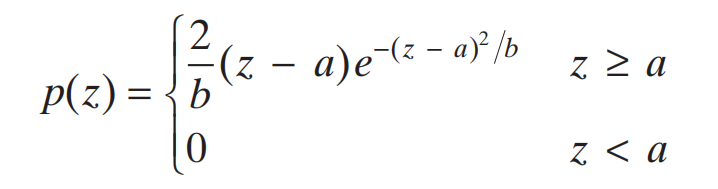 p(z) = { 2/b (z − a)e^{−(z − a)²/b}    z ≥ a
0    z < a